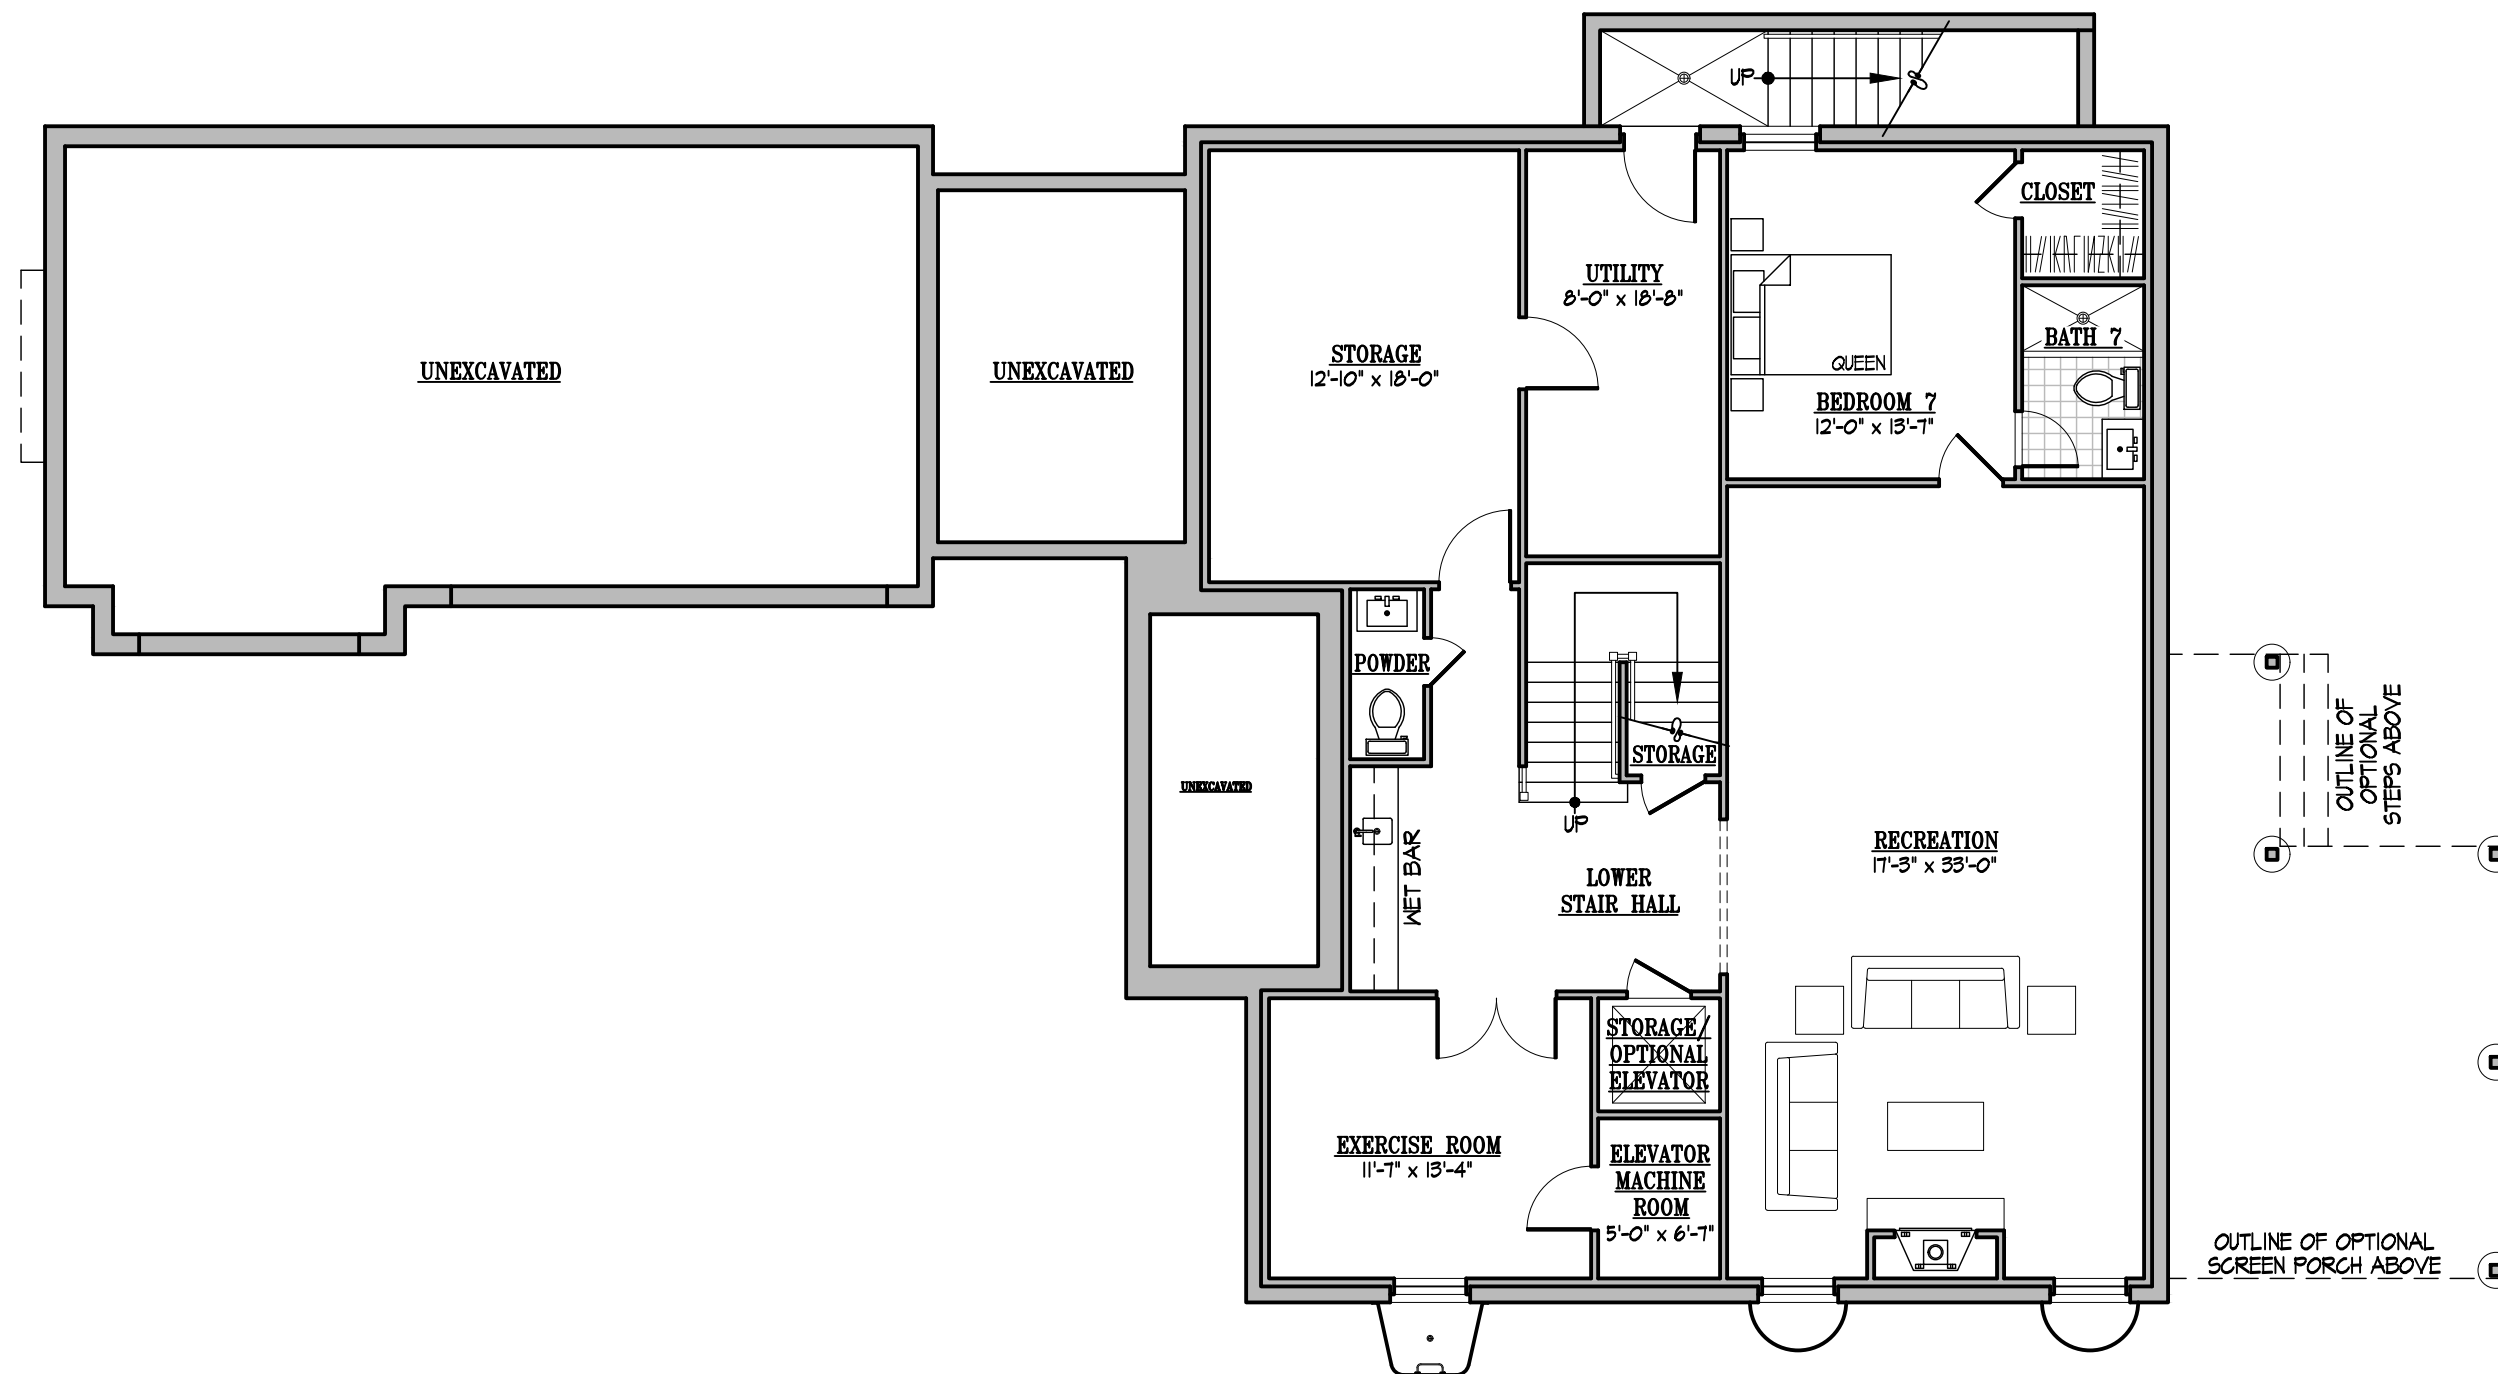 UP
CLOSET
UTILITY
8'-0" x 18'-8"
BATH 7
STORAGE
12'-10" x 18'-0"
UNEXCAVATED
UNEXCAVATED
QUEEN
BEDROOM 7
12'-0" x 13'-7"
POWDER
STORAGE
OUTLINE OF
OPTIONAL
STEPS ABOVE
UNEXCAVATED
UP
WET BAR
RECREATION
17'-3" x 33'-0"
LOWER
STAIR HALL
STORAGE/
OPTIONAL
ELEVATOR
EXERCISE ROOM
11'-7" x 13'-4"
ELEVATOR
MACHINE
ROOM
5'-0" x 6'-7"
OUTLINE OF OPTIONAL
SCREEN PORCH ABOVE